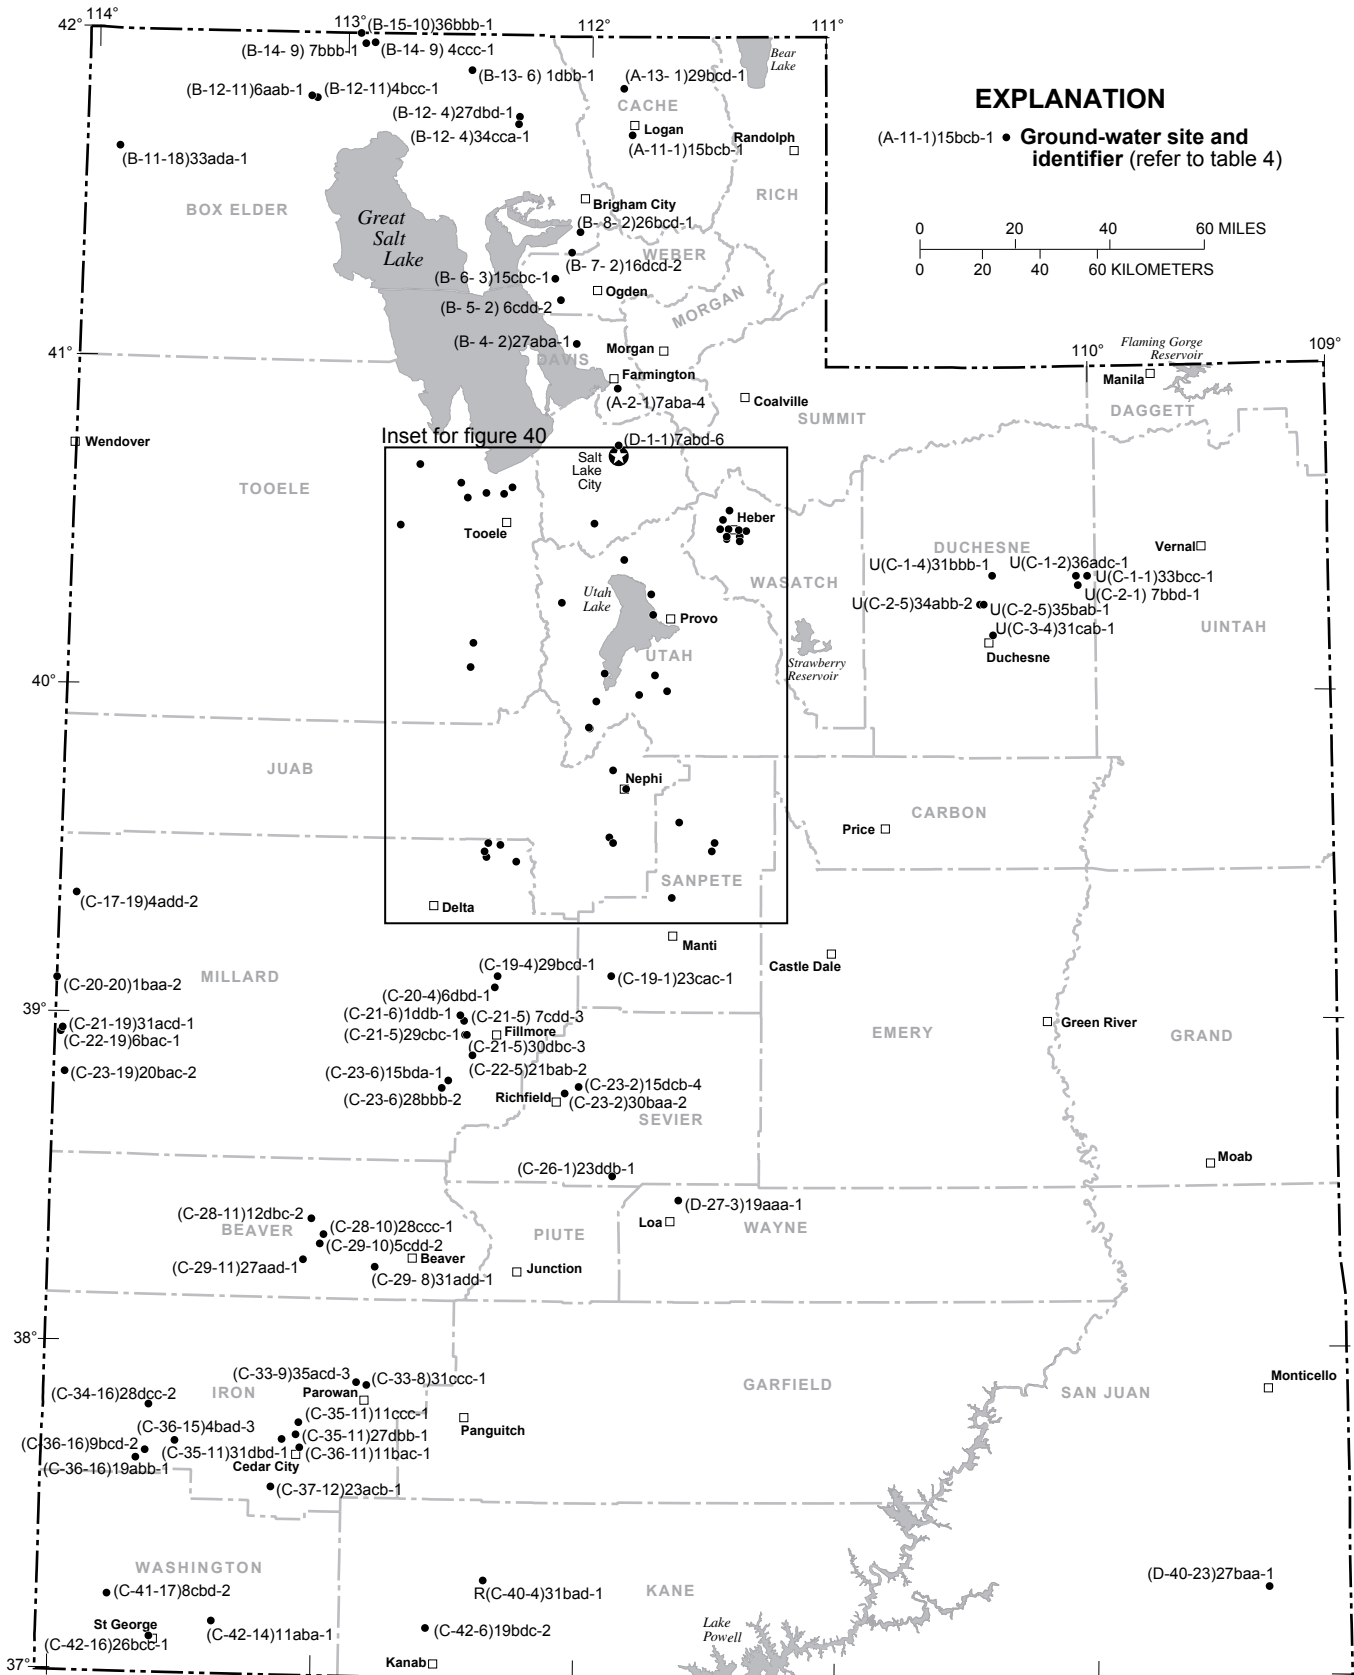 114°
42°
113°
(B-15-10)36bbb-1
112°
111°
(B-14- 9) 7bbb-1
(B-14- 9) 4ccc-1
Bear
Lake
(B-13- 6) 1dbb-1
(A-13- 1)29bcd-1
(B-12-11)6aab-1
(B-12-11)4bcc-1
CACHE
(B-12- 4)27dbd-1
(B-12- 4)34cca-1
Logan
(A-11-1)15bcb-1
Randolph
(B-11-18)33ada-1
EXPLANATION
(A-11-1)15bcb-1
Ground-water site and
identifier (refer to table 4)
BOX ELDER
Great
Salt
Lake
RICH
Brigham City
(B- 8- 2)26bcd-1
WEBER
(B- 7- 2)16dcd-2
(B- 6- 3)15cbc-1
Ogden
(B- 5- 2) 6cdd-2
MORGAN
0 20 40 60 MILES
0 20 40 60 KILOMETERS
(B- 4- 2)27aba-1
Morgan
DAVIS
41°
Farmington
(A-2-1)7aba-4
Coalville
SUMMIT
110°
Flaming Gorge
Reservoir
109°
Manila
DAGGETT
Wendover
Inset for figure 40
(D-1-1)7abd-6
Salt
Lake
City
TOOELE
Tooele
Heber
DUCHESNE
Vernal
U(C-1-4)31bbb-1
U(C-1-2)36adc-1
U(C-1-1)33bcc-1
U(C-2-1) 7bbd-1
WASATCH
Utah
Lake
U(C-2-5)34abb-2
U(C-2-5)35bab-1
U(C-3-4)31cab-1
Provo
UINTAH
UTAH
Strawberry
Reservoir
Duchesne
40°
JUAB
Nephi
CARBON
Price
SANPETE
(C-17-19)4add-2
Delta
Manti
Castle Dale
MILLARD
(C-20-20)1baa-2
(C-19-4)29bcd-1
(C-19-1)23cac-1
(C-20-4)6dbd-1
39°
(C-21-6)1ddb-1
(C-21-5) 7cdd-3
(C-21-19)31acd-1
(C-22-19)6bac-1
(C-21-5)29cbc-1
Fillmore
(C-21-5)30dbc-3
Green River
EMERY
GRAND
(C-23-19)20bac-2
(C-22-5)21bab-2
(C-23-6)15bda-1
(C-23-6)28bbb-2
(C-23-2)15dcb-4
Richfield
(C-23-2)30baa-2
SEVIER
Moab
(C-26-1)23ddb-1
(D-27-3)19aaa-1
Loa
WAYNE
(C-28-11)12dbc-2
BEAVER
(C-28-10)28ccc-1
(C-29-10)5cdd-2
PIUTE
(C-29-11)27aad-1
Beaver
(C-29- 8)31add-1
Junction
38°
(C-33-9)35acd-3
(C-33-8)31ccc-1
(C-34-16)28dcc-2
IRON
Parowan
GARFIELD
SAN JUAN
Monticello
(C-35-11)11ccc-1
(C-36-15)4bad-3
(C-35-11)27dbb-1
Panguitch
(C-36-16)9bcd-2
(C-35-11)31dbd-1
(C-36-11)11bac-1
(C-36-16)19abb-1
Cedar City
(C-37-12)23acb-1
WASHINGTON
(C-41-17)8cbd-2
R(C-40-4)31bad-1
KANE
(D-40-23)27baa-1
St George
(C-42-16)26bcc-1
(C-42-14)11aba-1
(C-42-6)19bdc-2
Lake
Powell
37°
Kanab